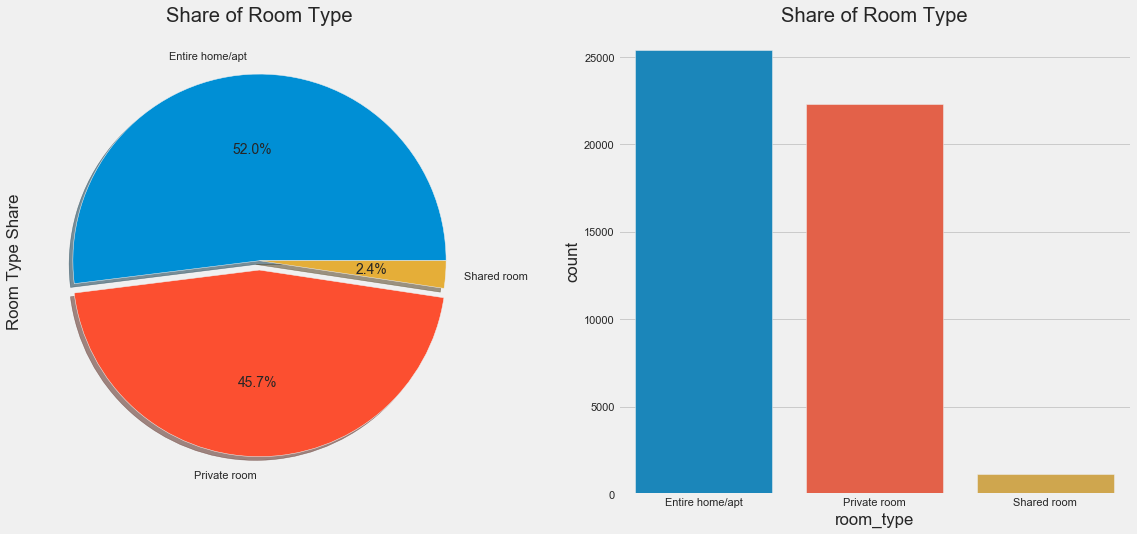 Share of Room Type
Entire home/apt
52.0%
2.4%
Shared room
45.7%
Private room
Room Type Share
Share of Room Type
25000
20000
15000
10000
5000
0
count
Entire home/apt
Private room
Shared room
room_type